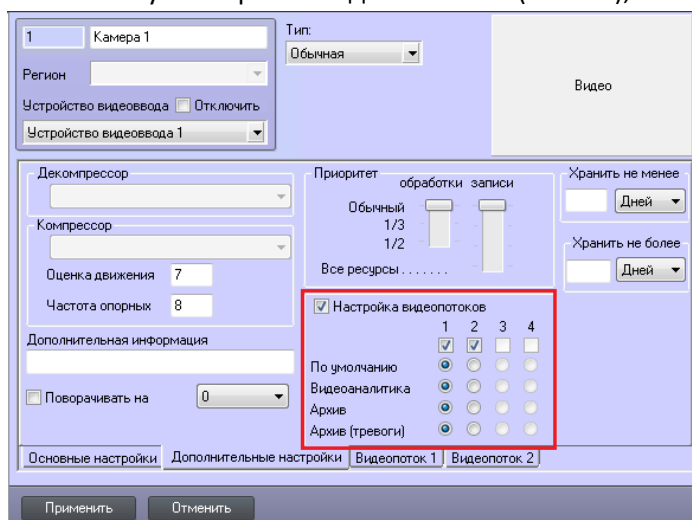 1 Камера 1
Тип:
Обычная
Регион
Видео
Устройство видеоввода Отключить
Устройство видеоввода 1
Декомпрессор
Компрессор
Оценка движения 7
Частота опорных 8
Дополнительная информация
Поворачивать на 0
Приоритет
обработки записи
Обычный
1/3
1/2
Все ресурсы.......
Настройка видеопотоков
1 2 3 4
По умолчанию
Видеоаналитика
Архив
Архив (тревоги)
Хранить не менее
Дней
Хранить не более
Дней
Основные настройки Дополнительные настройки Видеопоток 1 Видеопоток 2
Применить Отменить